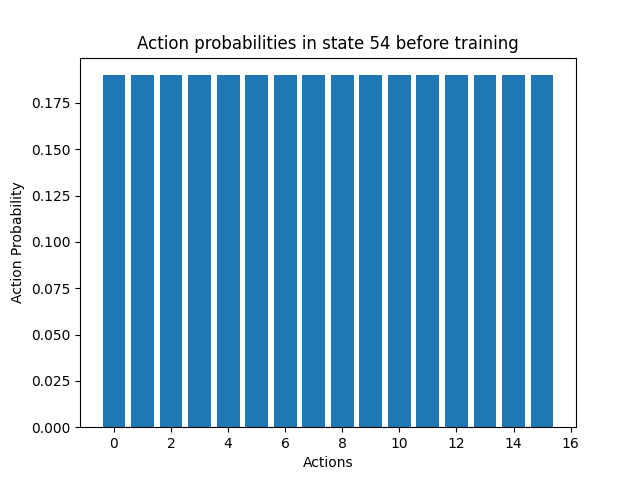 Action probabilities in state 54 before training
0.175
0.150
0.125
0.100
0.075
0.050
0.025
0.000
Action Probability
0 2 4 6 8 10 12 14 16
Actions